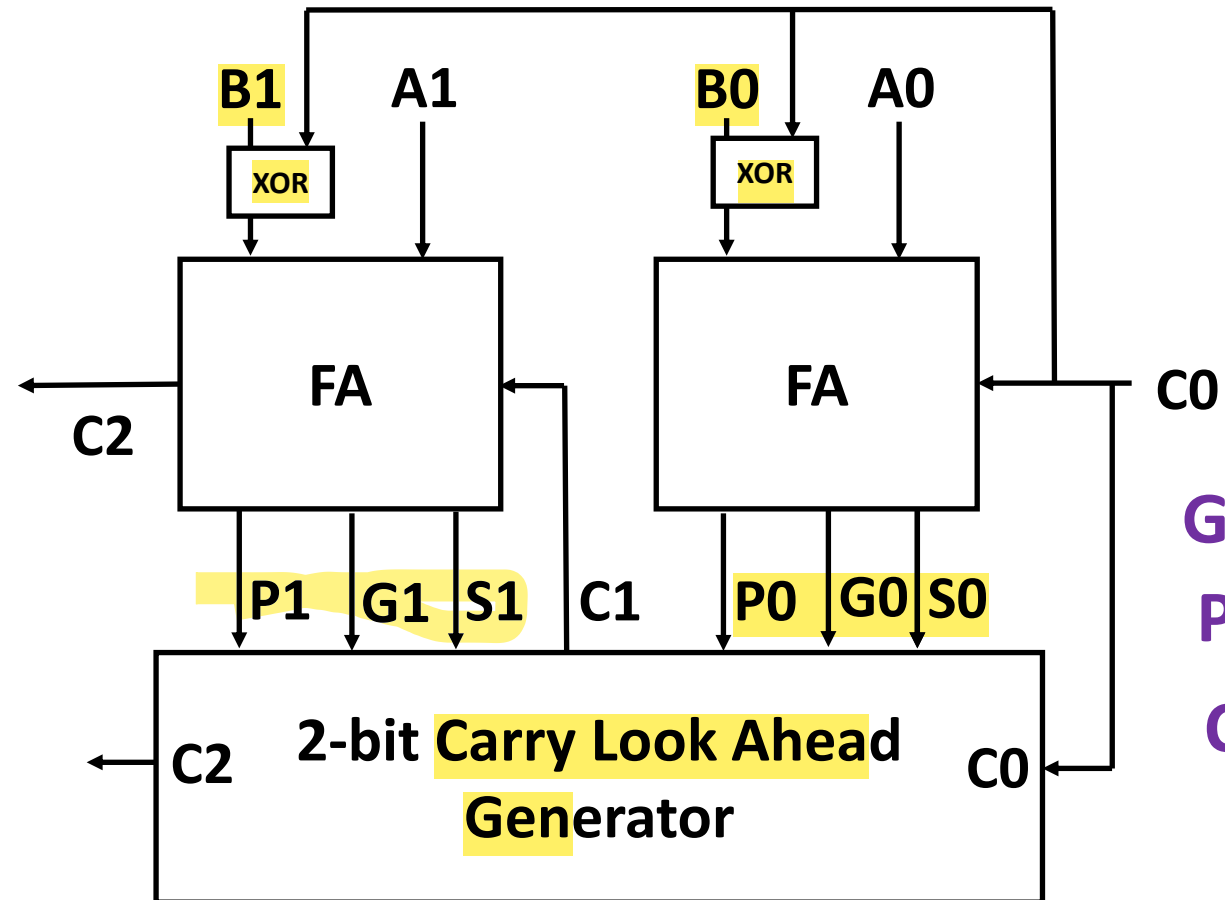 B1 A1 B0 A0
XOR XOR
FA FA C0
C2
G
P1 G1 S1 C1 P0 G0 S0 P
C2 2-bit Carry Look Ahead C0
Generator